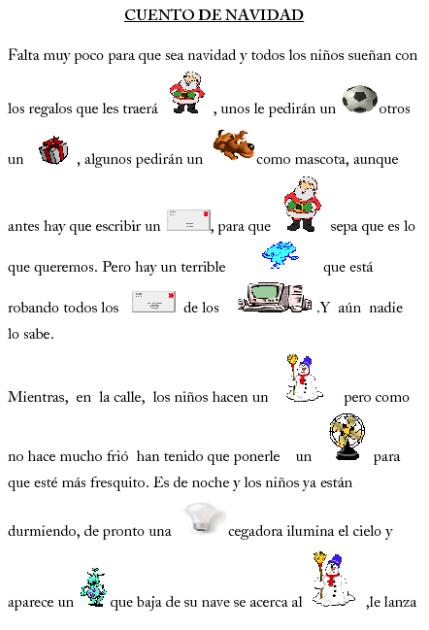 CUENTO DE NAVIDAD
Falta muy poco para que sea navidad y todos los niños sueñan con
los regalos que les traerá , unos le pedirán un otros
un , algunos pedirán un como mascota, aunque
antes hay que escribir un , para que sepa que es lo
que queremos. Pero hay un terrible que está
robando todos los de los .Y aún nadie
lo sabe.
Mientras, en la calle, los niños hacen un pero como
no hace mucho frió han tenido que ponerle un para
que esté más fresquito. Es de noche y los niños ya están
durmiendo, de pronto una cegadora ilumina el cielo y
aparece un que baja de su nave se acerca al ,le lanza